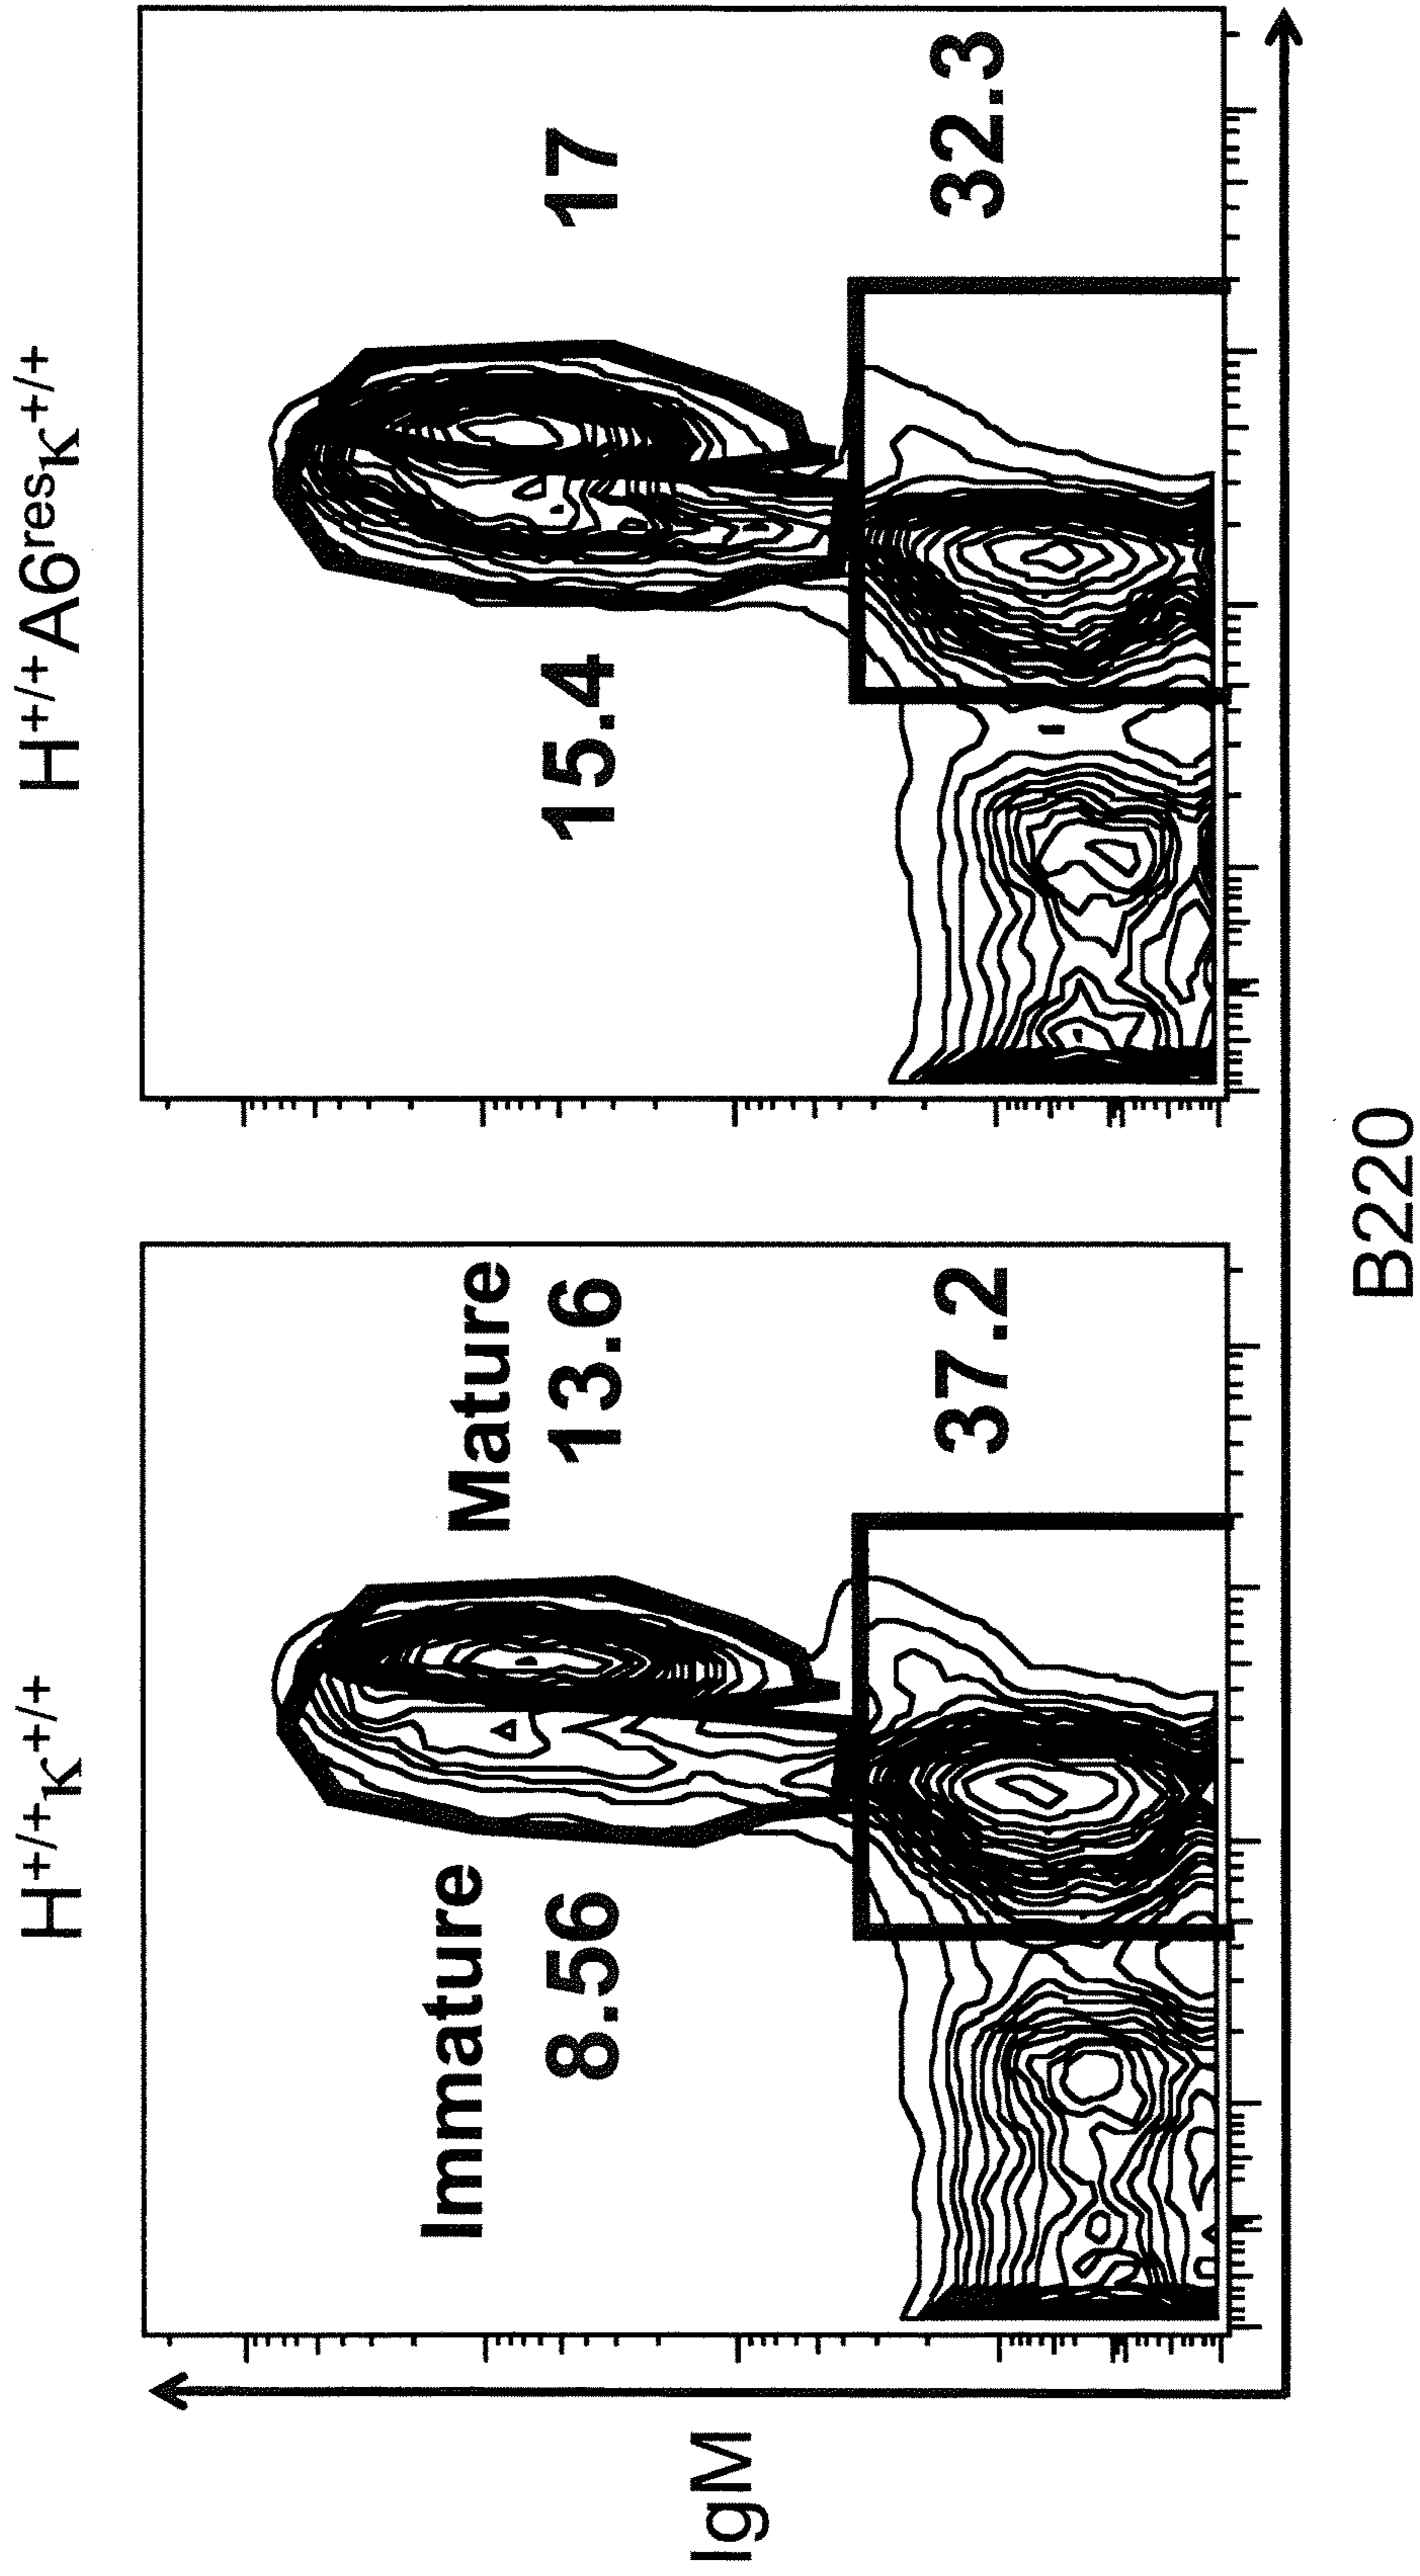 H+/+κ+/+
H+/+A6resκ+/+
Immature
8.56
Mature
13.6
37.2
15.4
17
32.3
IgM
B220